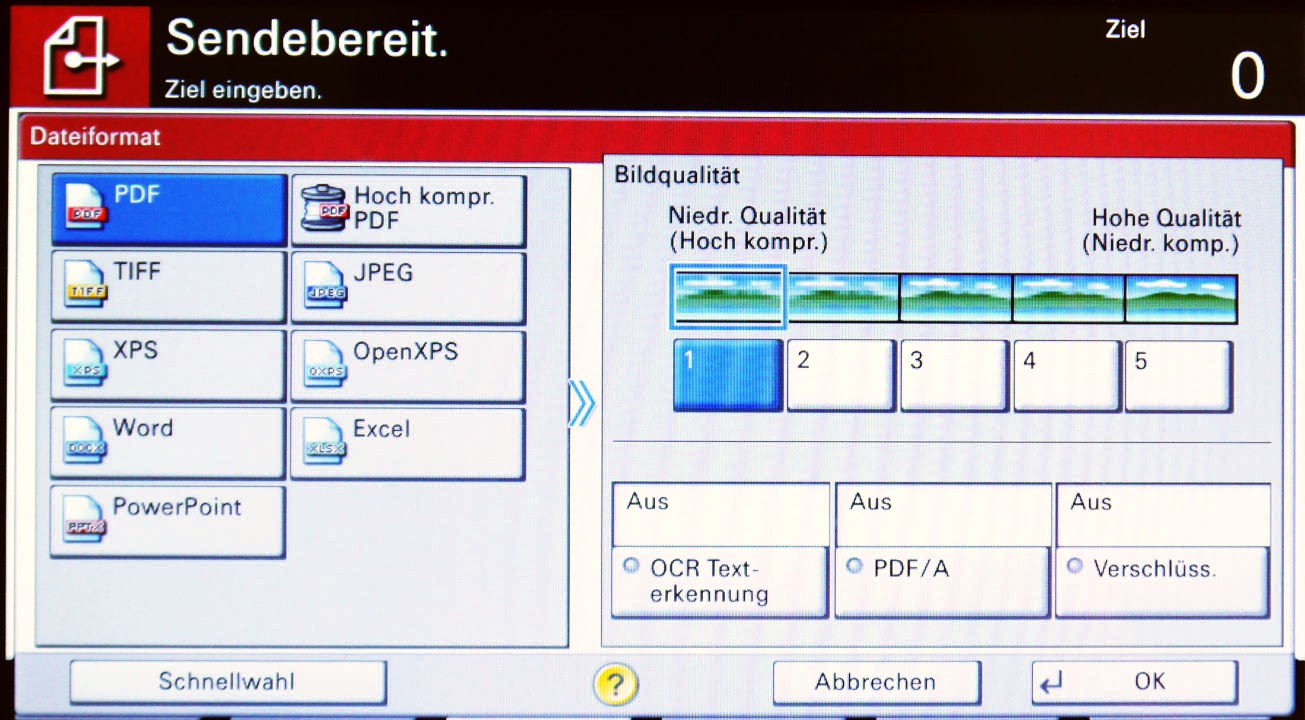 Sendebereit.
Ziel eingeben.
Ziel
0
Dateiformat
PDF
PDF
Hoch kompr.
PDF
PDF
TIFF
TIFF
JPEG
JPEG
XPS
XPS
OpenXPS
OXPS
Word
DOCX
Excel
XLSX
PowerPoint
PPTX
Bildqualität
Niedr. Qualität
(Hoch kompr.)
Hohe Qualität
(Niedr. komp.)
1
2
3
4
5
Aus
OCR Text-
erkennung
Aus
PDF/A
Aus
Verschlüss.
Schnellwahl
?
Abbrechen
OK